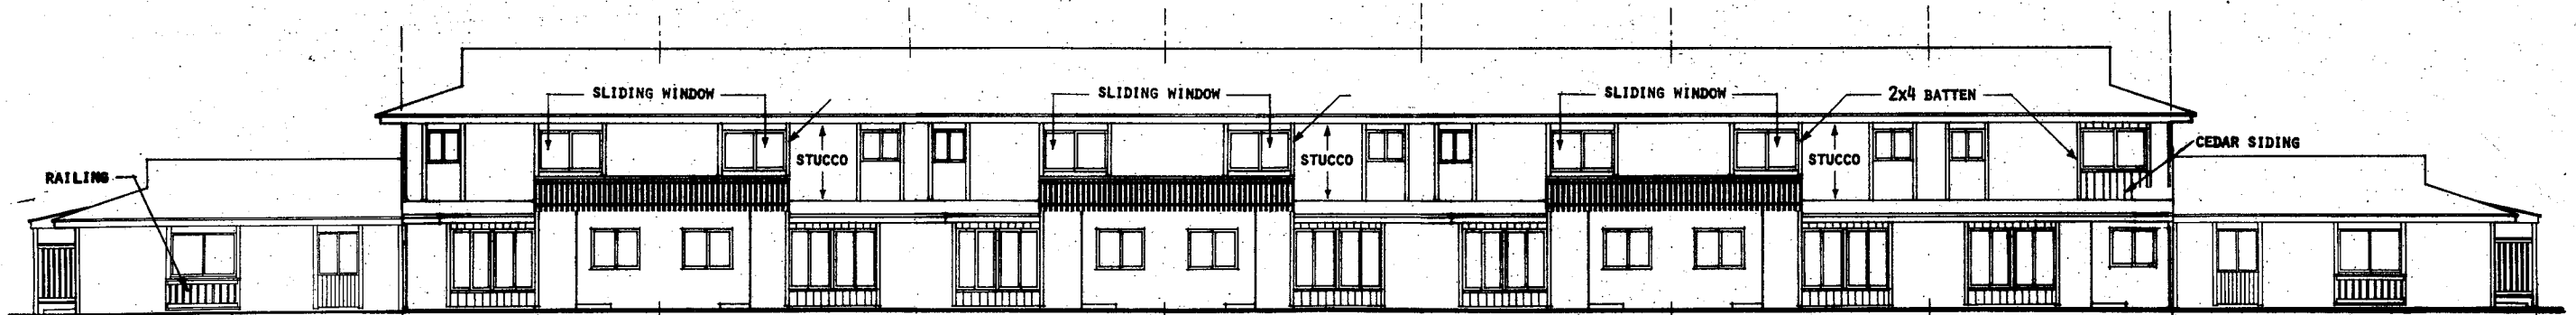 SLIDING WINDOW
SLIDING WINDOW
SLIDING WINDOW
2x4 BATTEN
STUCCO
STUCCO
STUCCO
CEDAR SIDING
RAILING